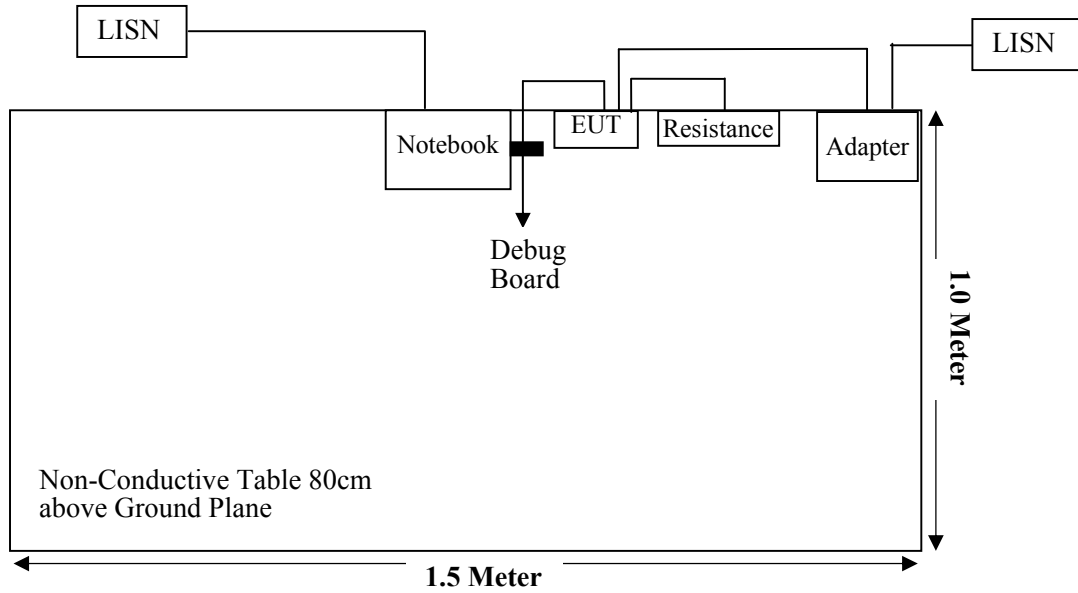 LISN
LISN
Notebook
EUT
Resistance
Adapter
Debug
Board
1.0 Meter
Non-Conductive Table 80cm
above Ground Plane
1.5 Meter